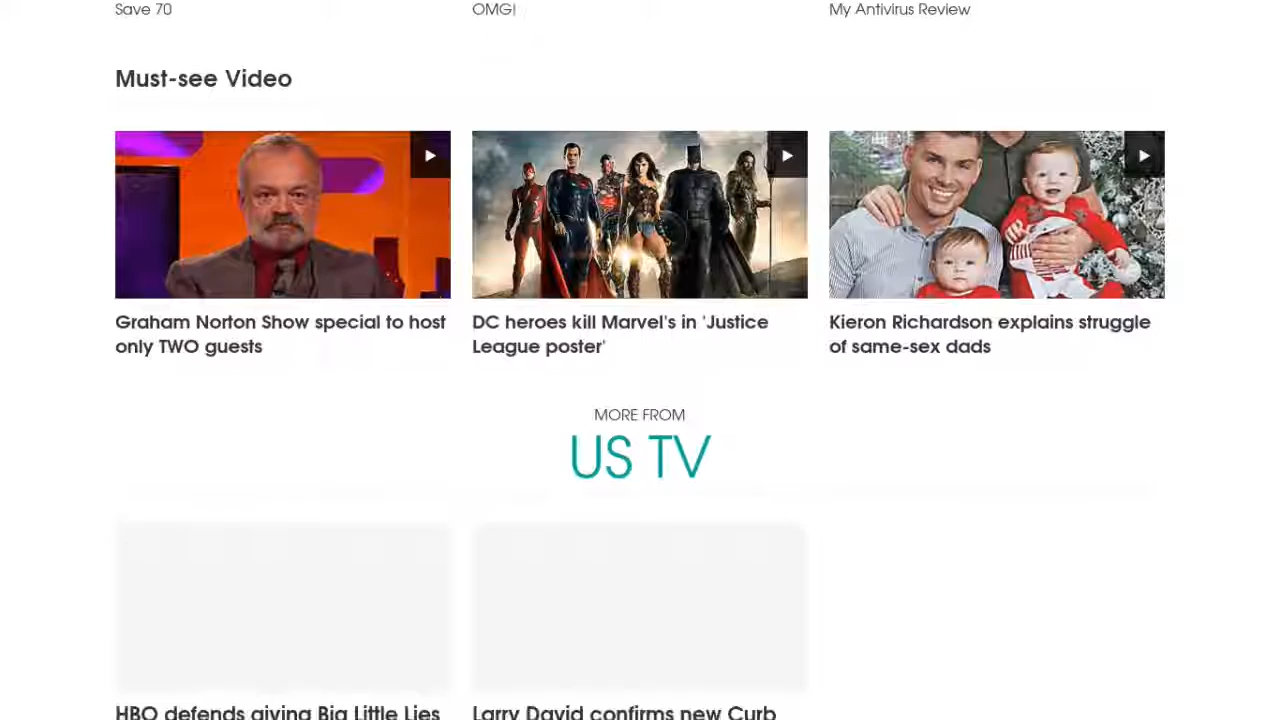 Save 70
OMG!
My Antivirus Review
Must-see Video
Graham Norton Show special to host
only TWO guests
DC heroes kill Marvel's in 'Justice
League poster'
Kieron Richardson explains struggle
of same-sex dads
MORE FROM
US TV
HBO defends giving Big Little Lies
Larry David confirms new Curb